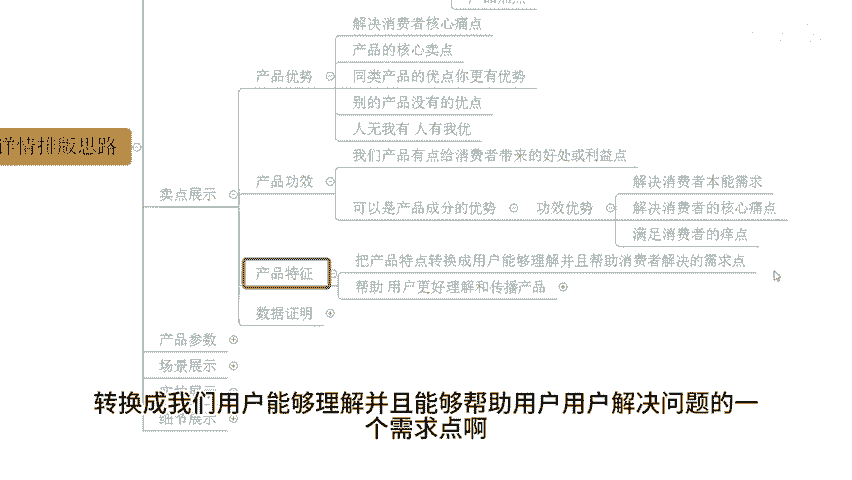 解决消费者核心痛点
产品的核心卖点
产品优势
同类产品的优点你更有优势
别的产品没有的优点
人无我有 人有我优
详情排版思路
我们产品有点给消费者带来的好处或利益点
产品功效
解决消费者本能需求
卖点展示
可以是产品成分的优势
功效优势
解决消费者的核心痛点
满足消费者的痒点
把产品特点转换成用户能够理解并且帮助消费者解决的需求点
产品特征
帮助 用户更好理解和传播产品
数据证明
产品参数
场景展示
细节展示
转换成我们用户能够理解并且能够帮助用户用户解决问题的一
个需求点啊